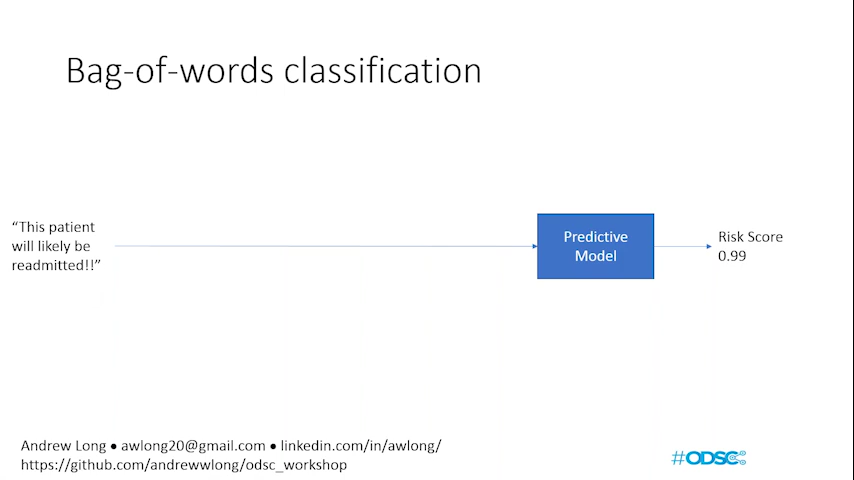 Bag-of-words classification
“This patient
will likely be
readmitted!!”
Predictive
Model
Risk Score
0.99
Andrew Long ● awlong20@gmail.com ● linkedin.com/in/awlong/
https://github.com/andrewwlong/odsc_workshop
#ODSC